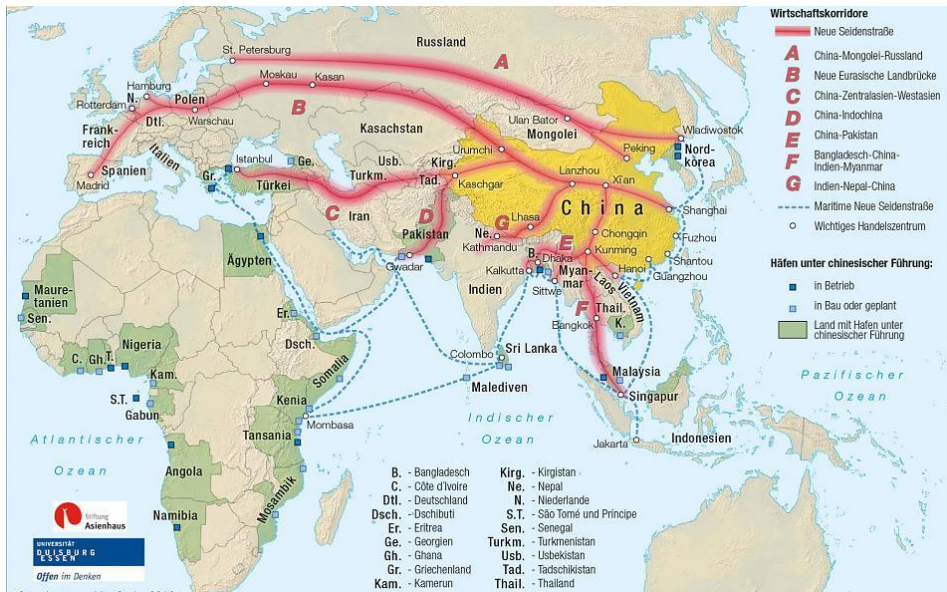 Wirtschaftskorridore
Neue Seidenstraße
A China-Mongolei-Russland
B Neue Eurasische Landbrücke
C China-Zentralasien-Westasien
D China-Indochina
E China-Pakistan
F Bangladesch-China-
Indien-Myanmar
G Indien-Nepal-China
Maritime Neue Seidenstraße
Wichtiges Handelszentrum
Häfen unter chinesischer Führung:
in Betrieb
in Bau oder geplant
Land mit Hafen unter
chinesischer Führung
Russland
St. Petersburg
A
Moskau
Kasan
Hamburg
N.
Rotterdam
Polen
Dtl.
Warschau
B
Frank-
reich
Spanien
Madrid
Italien
Kasachstan
Ulan Bator
Mongolei
Wladiwostok
Nord-
korea
Peking
Urumchi
Istanbul
Ge.
Gr.
Türkei
Usb.
Turkm.
Kirg.
Tad.
Kaschgar
Lanzhou
Xi'an
China
Shanghai
C
Iran
D
Pakistan
Gwadar
G
Lhasa
Ne.
Kathmandu
Chongqin
Fuzhou
E
Kunming
Shantou
Guangzhou
B.
Dhaka
Kalkutta
Indien
Myan-
mar
Sittwe
Hanoi
Laos
Vietnam
Thail.
F
Bangkok
K.
Ägypten
Maure-
tanien
Sen.
Er.
Dsch.
Nigeria
C.
Gh.
T.
Kam.
S.T.
Gabun
Somalia
Kenia
Mombasa
Tansania
Colombo
Sri Lanka
Malediven
Malaysia
Singapur
Jakarta
Indonesien
Indischer
Ozean
Pazifischer
Ozean
Atlantischer
Ozean
Angola
Namibia
Mosambik
B. - Bangladesch
C. - Côte d'Ivoire
Dtl. - Deutschland
Dsch. - Dschibuti
Er. - Eritrea
Ge. - Georgien
Gh. - Ghana
Gr. - Griechenland
Kam. - Kamerun
Kirg. - Kirgistan
Ne. - Nepal
N. - Niederlande
S.T. - São Tomé und Príncipe
Sen. - Senegal
Turkm. - Turkmenistan
Usb. - Usbekistan
Tad. - Tadschikistan
Thail. - Thailand
Stiftung
Asienhaus
UNIVERSITÄT
DUISBURG
ESSEN
Offen im Denken